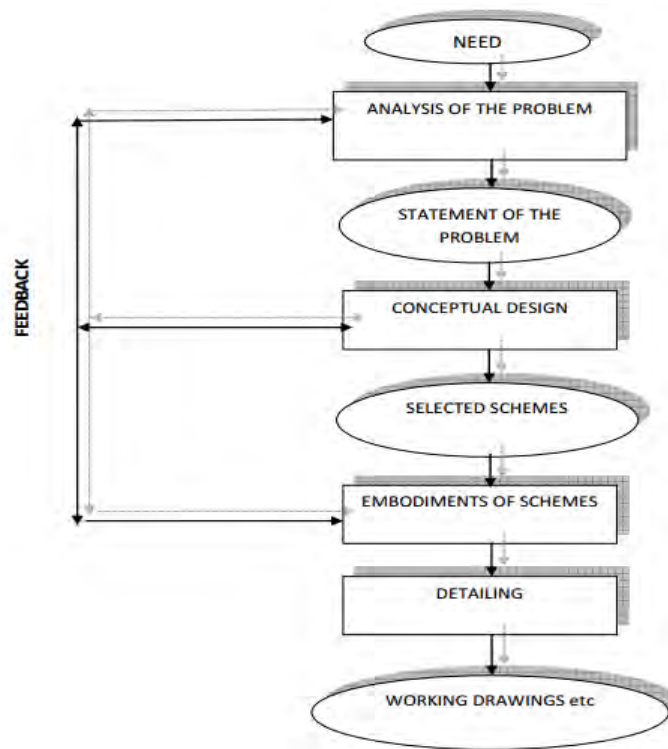 NEED
ANALYSIS OF THE PROBLEM
STATEMENT OF THE
PROBLEM
FEEDBACK
CONCEPTUAL DESIGN
SELECTED SCHEMES
EMBODIMENTS OF SCHEMES
DETAILING
WORKING DRAWINGS etc